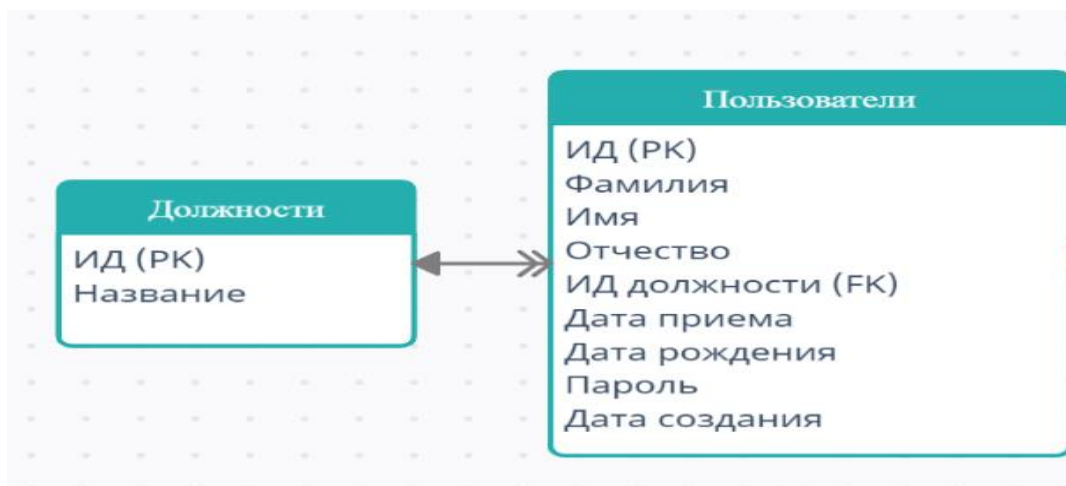 Должности
ИД (PK)
Название
Пользователи
ИД (PK)
Фамилия
Имя
Отчество
ИД должности (FK)
Дата приема
Дата рождения
Пароль
Дата создания